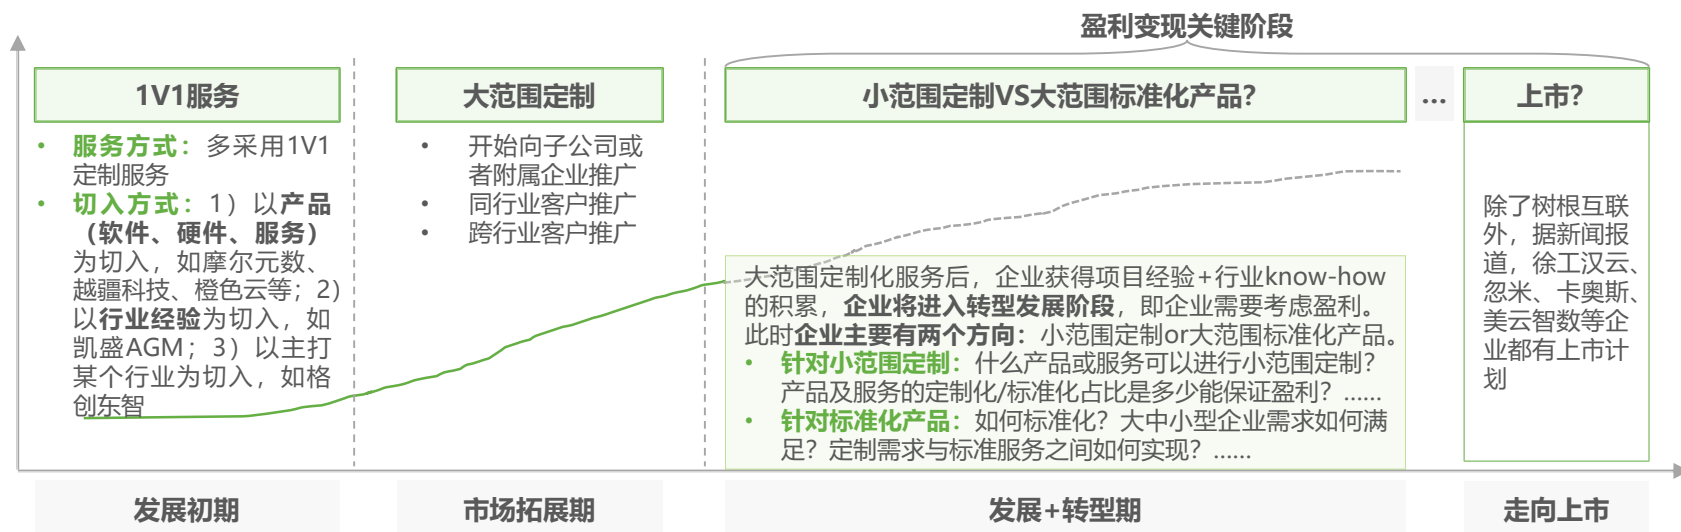 盈利变现关键阶段
1V1服务
• 服务方式：多采用1V1
定制服务
• 切入方式：1）以产品
（软件、硬件、服务）
为切入，如摩尔元数、
越疆科技、橙色云等；2）
以行业经验为切入，如
凯盛AGM；3）以主打
某个行业为切入，如格
创东智
大范围定制
• 开始向子公司或
者附属企业推广
• 同行业客户推广
• 跨行业客户推广
小范围定制VS大范围标准化产品？
大范围定制化服务后，企业获得项目经验+行业know-how
的积累，企业将进入转型发展阶段，即企业需要考虑盈利。
此时企业主要有两个方向：小范围定制or大范围标准化产品。
• 针对小范围定制：什么产品或服务可以进行小范围定制？
产品及服务的定制化/标准化占比是多少能保证盈利？……
• 针对标准化产品：如何标准化？大中小型企业需求如何满
足？定制需求与标准服务之间如何实现？……
…
上市？
除了树根互联
外，据新闻报
道，徐工汉云、
忽米、卡奥斯、
美云智数等企
业都有上市计
划
发展初期
市场拓展期
发展+转型期
走向上市